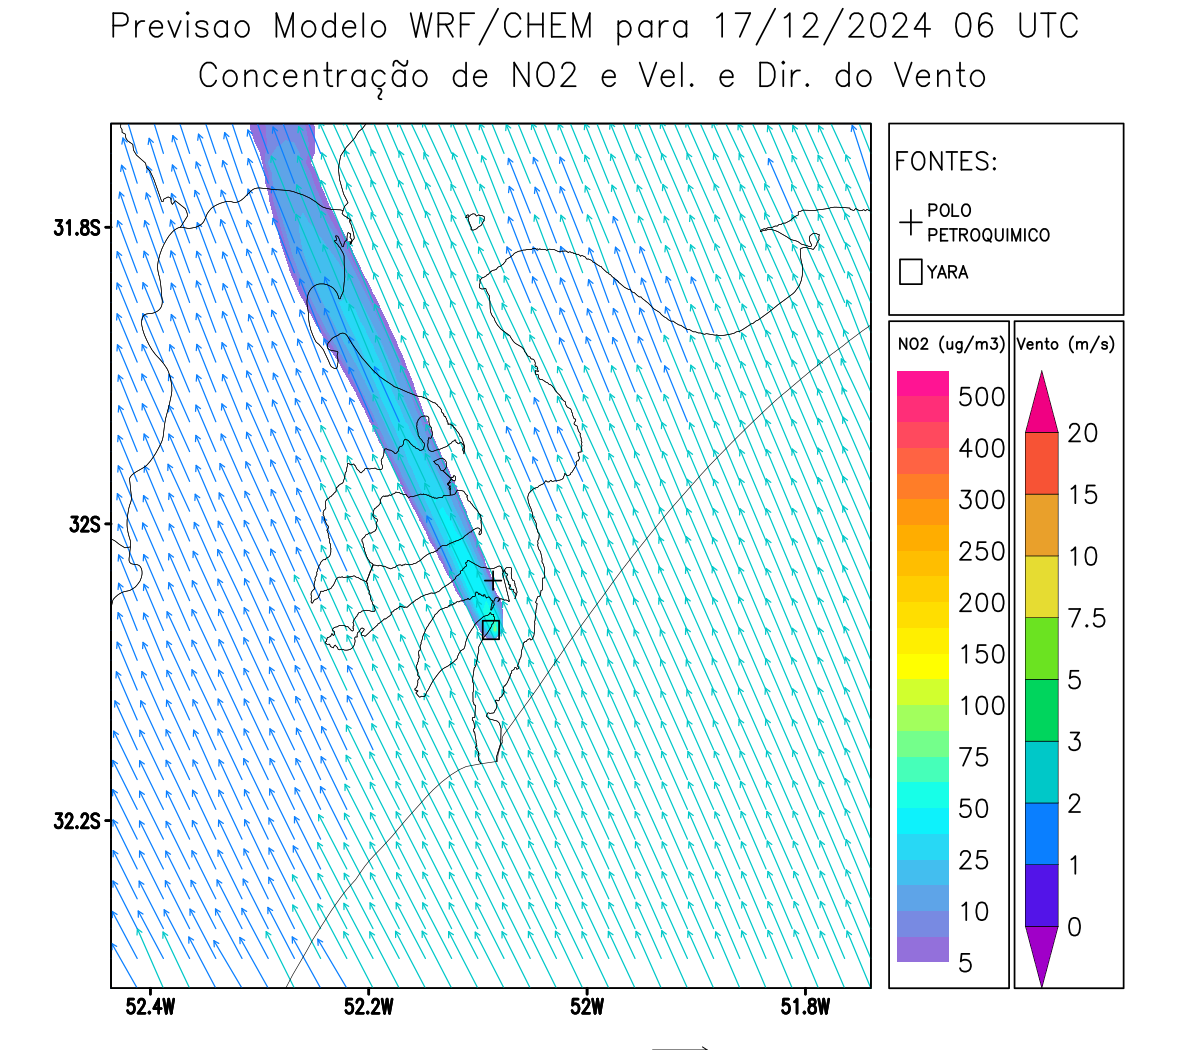 Previsao Modelo WRF/CHEM para 17/12/2024 06 UTC
Concentração de NO2 e Vel. e Dir. do Vento
FONTES:
POLO
PETROQUIMICO
YARA
31.8S
32S
32.2S
52.4W
52.2W
52W
51.8W
NO2 (ug/m3)
500
400
300
250
200
150
100
75
50
25
10
5
Vento (m/s)
20
15
10
7.5
5
3
2
1
0